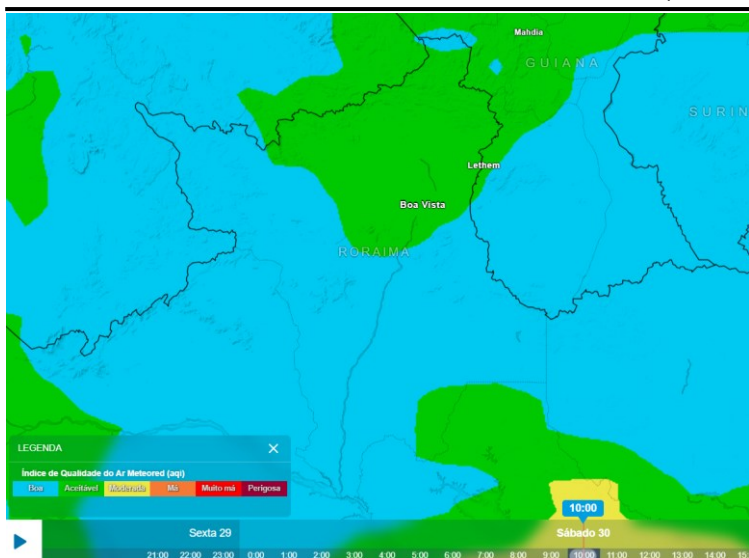 Mahdia
GUIANA
SURIN
Lethem
Boa Vista
RORAIMA
LEGENDA
Índice de Qualidade do Ar Meteored (aqi)
Boa Aceitável Moderada Má Muito má Perigosa
10:00
Sexta 29 Sábado 30
21:00 22:00 23:00 0:00 1:00 2:00 3:00 4:00 5:00 6:00 7:00 8:00 9:00 10:00 11:00 12:00 13:00 14:00 15